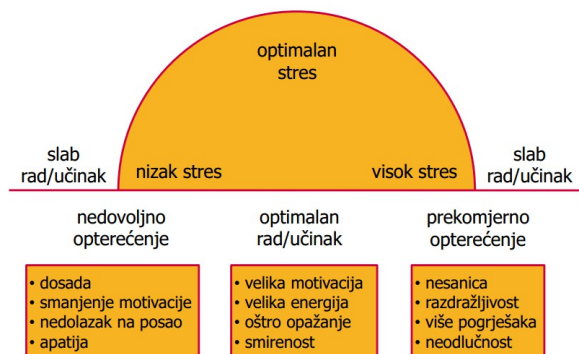 optimalan
stres
slab
rad/učinak
nizak stres
visok stres
slab
rad/učinak
nedovoljno
opterećenje
optimalan
rad/učinak
prekomjerno
opterećenje
• dosada
• smanjenje motivacije
• nedolazak na posao
• apatija
• velika motivacija
• velika energija
• oštro opažanje
• smirenost
• nesanica
• razdražljivost
• više pogrješaka
• neodlučnost